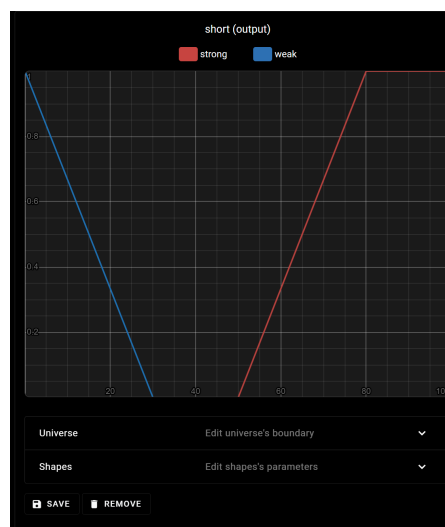 short (output)
strong weak
1
0.8
0.6
0.4
0.2
20 40 60 80 10
Universe Edit universe's boundary
Shapes Edit shapes's parameters
SAVE REMOVE